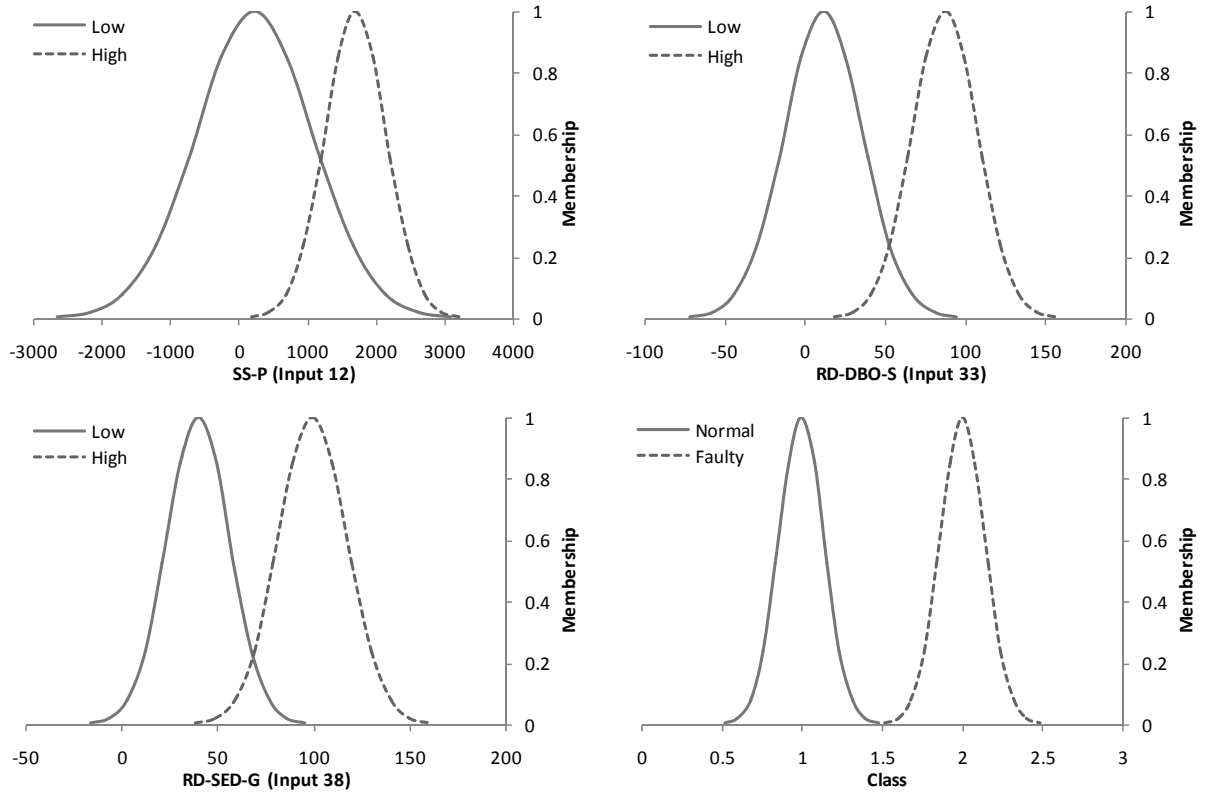 Low
High
1
0.8
0.6
0.4
0.2
0
Membership
-3000 -2000 -1000 0 1000 2000 3000 4000
SS-P (Input 12)
Low
High
1
0.8
0.6
0.4
0.2
0
Membership
-100 -50 0 50 100 150 200
RD-DBO-S (Input 33)
Low
High
1
0.8
0.6
0.4
0.2
0
Membership
-50 0 50 100 150 200
RD-SED-G (Input 38)
Normal
Faulty
1
0.8
0.6
0.4
0.2
0
Membership
0 0.5 1 1.5 2 2.5 3
Class